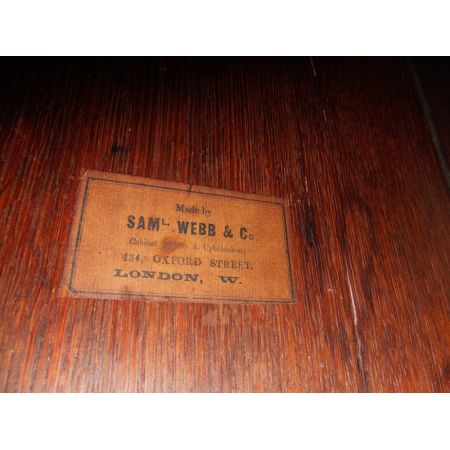 Made by
SAML. WEBB & Co.
Cabinet & Upholsterers,
434, OXFORD STREET,
LONDON, W.